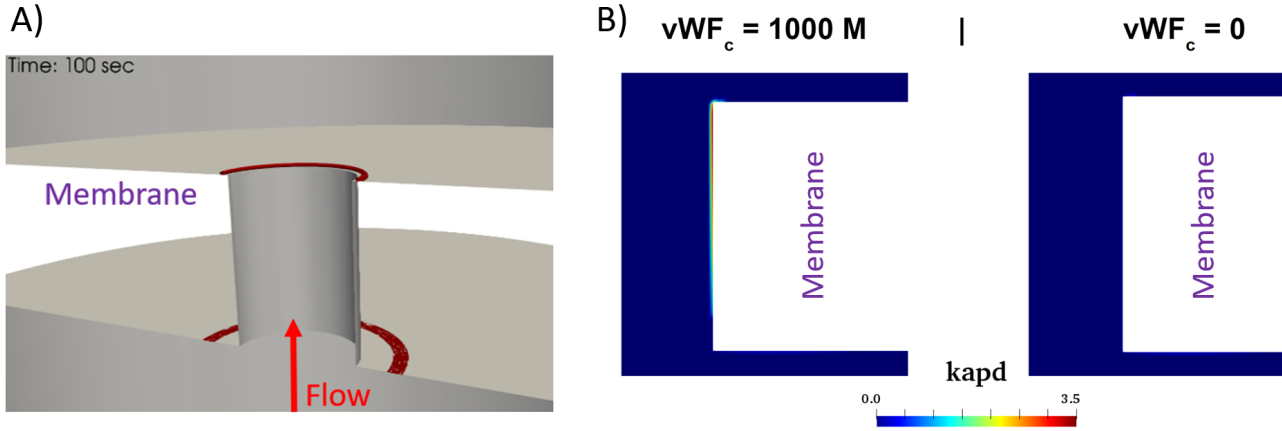 A)
Time: 100 sec
Membrane
Flow
B)
vWFc = 1000 M | vWFc = 0
Membrane
Membrane
kapd
0.0 3.5